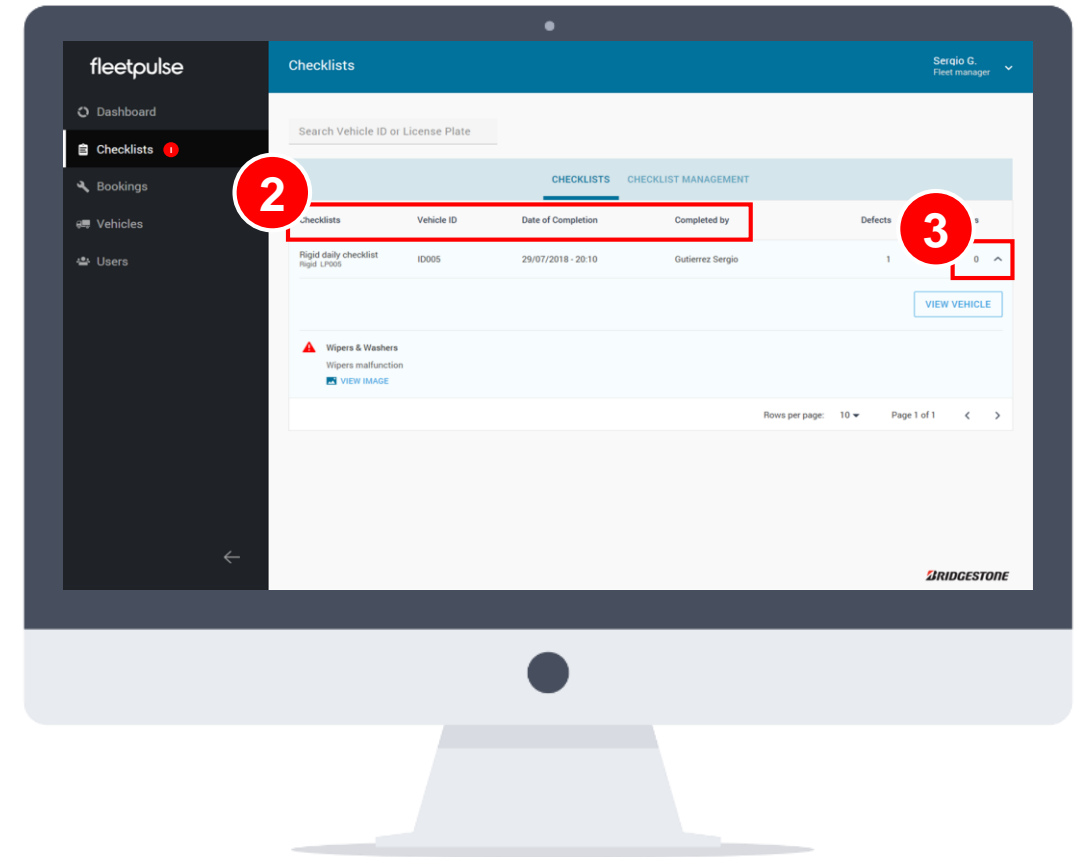 fleetpulse
Checklists
Sergio G.
Fleet manager
Dashboard
Checklists
Bookings
Vehicles
Users
Search Vehicle ID or License Plate
CHECKLISTS CHECKLIST MANAGEMENT
2
3
Checklists Vehicle ID Date of Completion Completed by Defects s
Rigid daily checklist ID005 29/07/2018 - 20:10 Gutierrez Sergio 1 0
Rigid LP005
VIEW VEHICLE
Wipers & Washers
Wipers malfunction
VIEW IMAGE
Rows per page: 10 Page 1 of 1
BRIDGESTONE